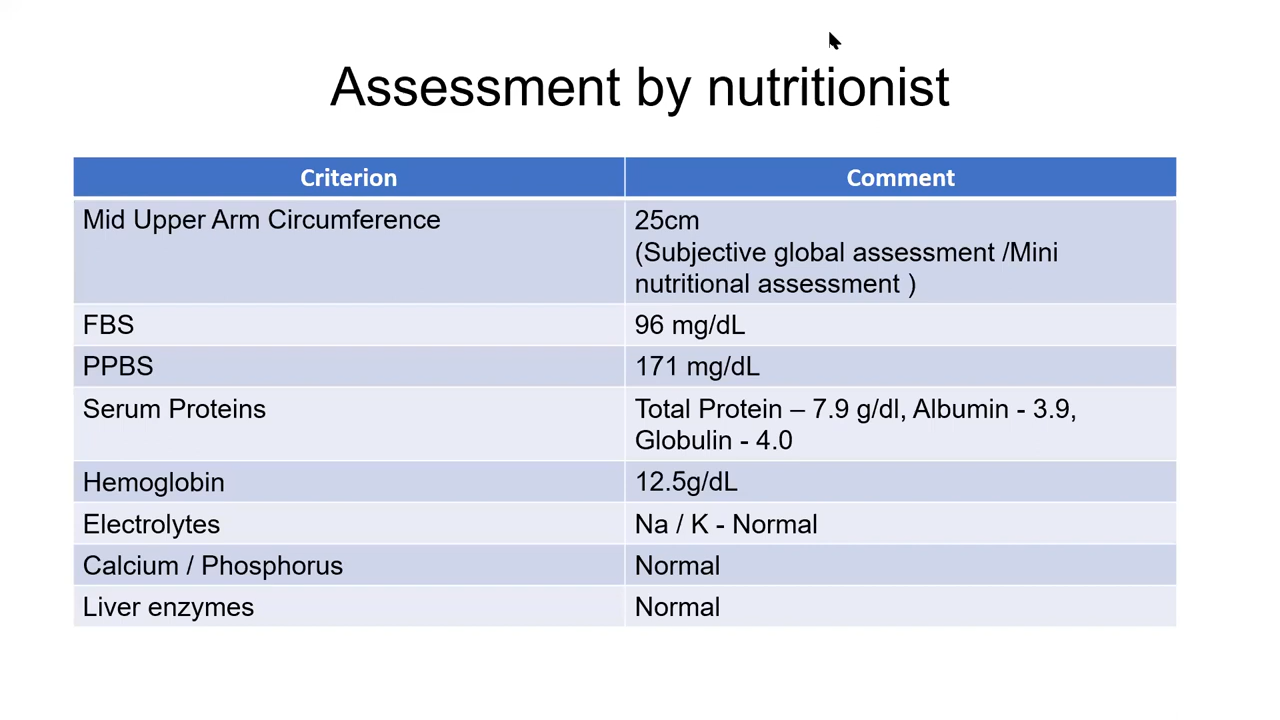 Assessment by nutritionist
Criterion
Comment
Mid Upper Arm Circumference
25cm
(Subjective global assessment /Mini
nutritional assessment )
FBS
96 mg/dL
PPBS
171 mg/dL
Serum Proteins
Total Protein – 7.9 g/dl, Albumin - 3.9,
Globulin - 4.0
Hemoglobin
12.5g/dL
Electrolytes
Na / K - Normal
Calcium / Phosphorus
Normal
Liver enzymes
Normal